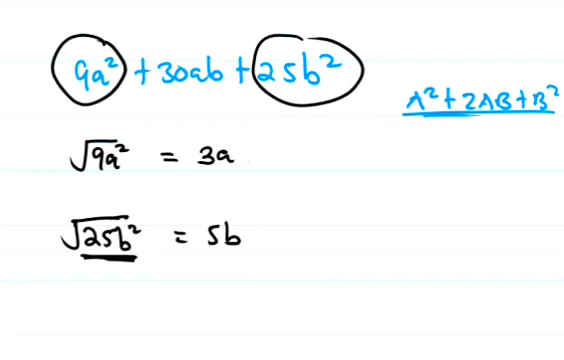 9a² + 30ab + 25b²
A² + 2AB + B²
√9a² = 3a
√25b² = 5b